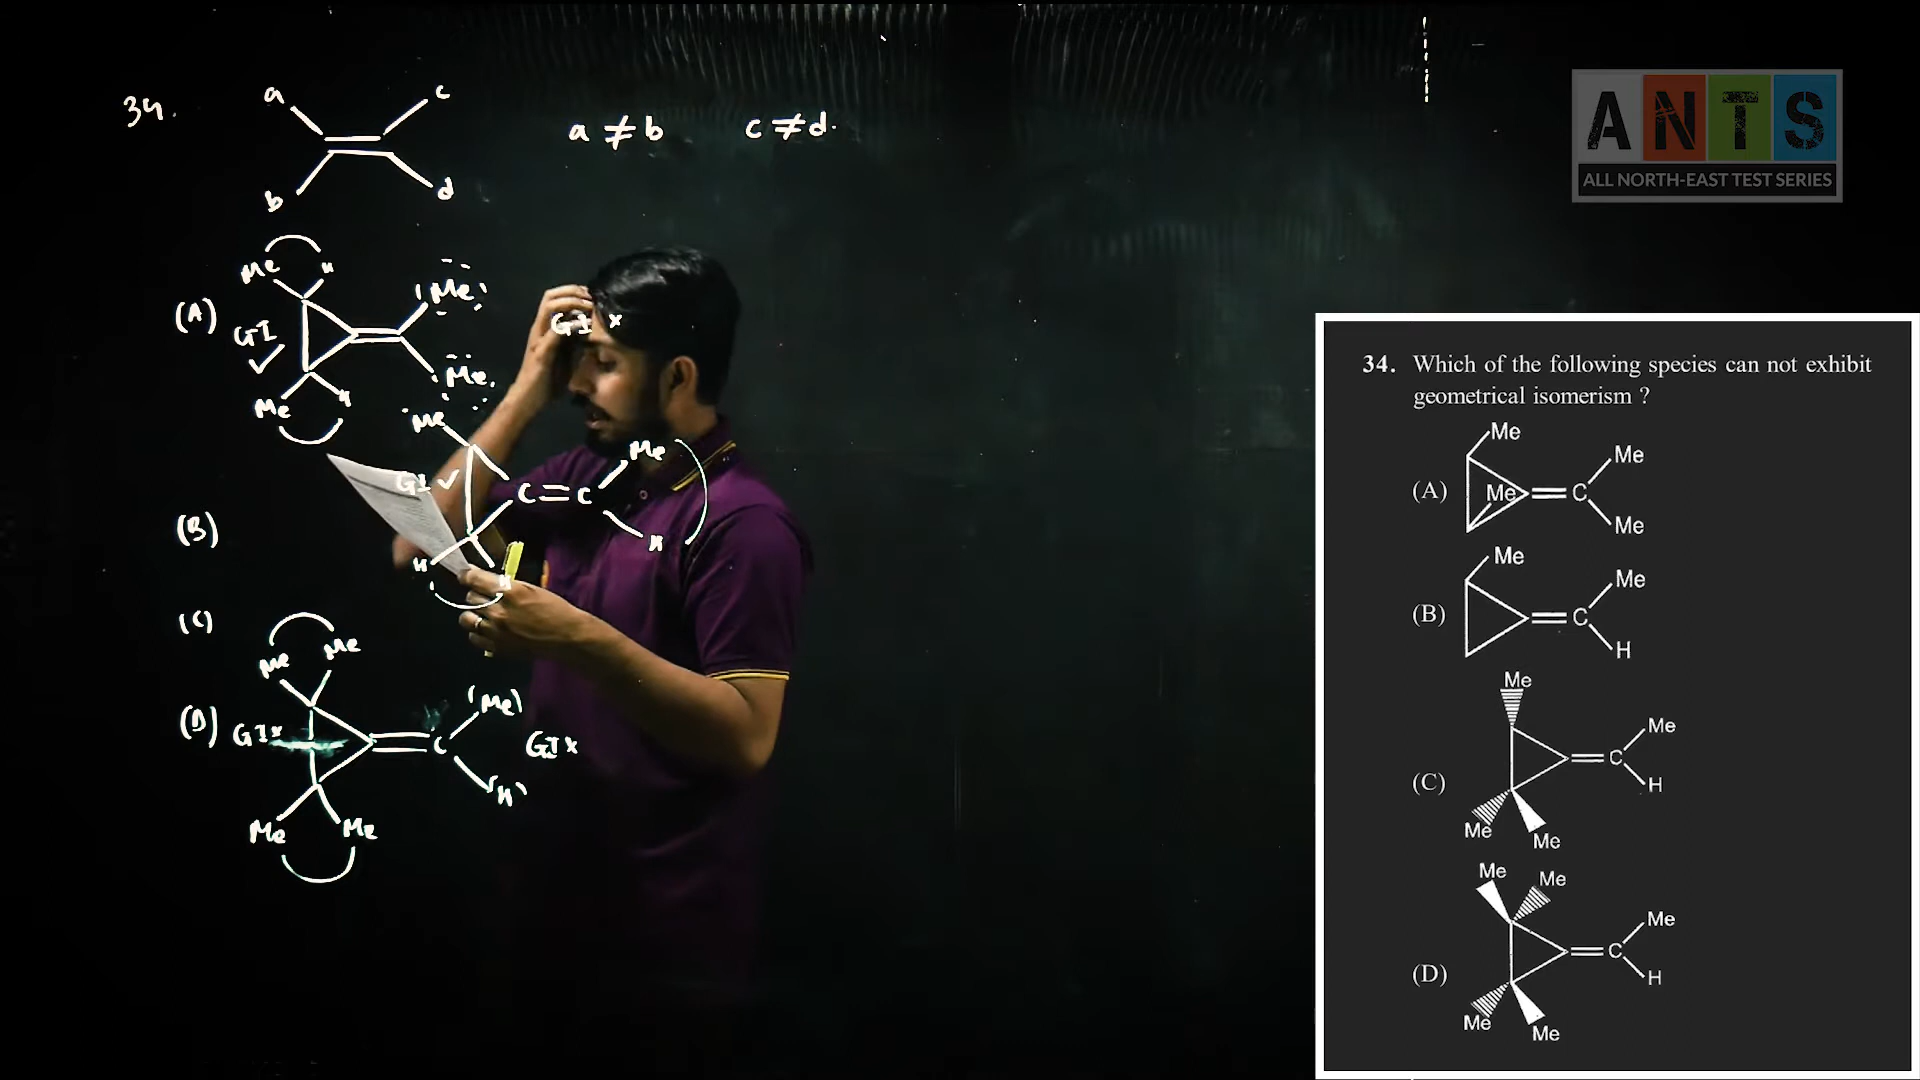 34.
a
c
a ≠ b
c ≠ d.
b
d
(A)
Me
H
GI
✓
Me
H
Me
Me
GI x
(B)
Me
GI ✓
C = C
Me
H
H
H
(C)
(D)
Me
Me
GI x
C
Me
H
GI x
Me
Me
ANTS
ALL NORTH-EAST TEST SERIES
34. Which of the following species can not exhibit
geometrical isomerism ?
(A)
Me
Me
C
Me
Me
(B)
Me
C
Me
H
(C)
Me
C
Me
H
Me
Me
(D)
Me
Me
C
Me
H
Me
Me